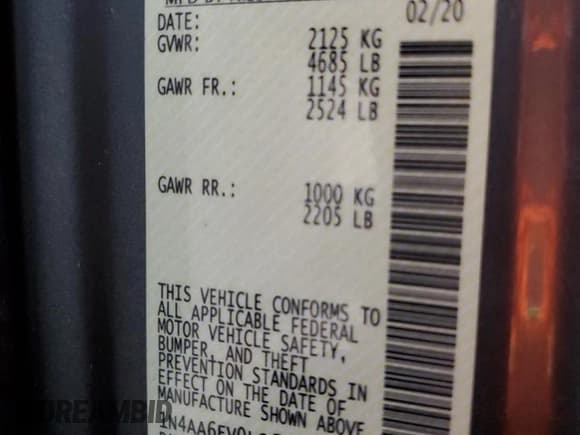 DATE: 02/20
GVWR: 2125 KG
4685 LB
GAWR FR.: 1145 KG
2524 LB
GAWR RR.: 1000 KG
2205 LB
THIS VEHICLE CONFORMS TO
ALL APPLICABLE FEDERAL
MOTOR VEHICLE SAFETY,
BUMPER, AND THEFT
PREVENTION STANDARDS IN
EFFECT ON THE DATE OF
MANUFACTURE SHOWN ABOVE
DREAMBID